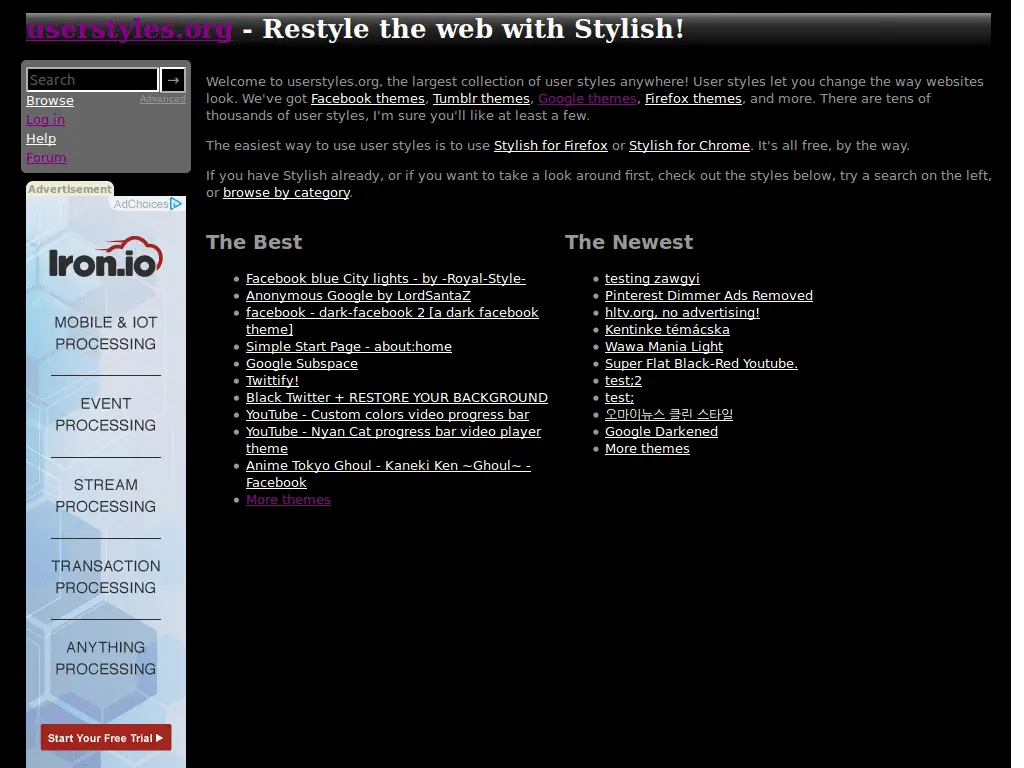 userstyles.org - Restyle the web with Stylish!
Search →
Browse Advanced
Log in
Help
Forum
Advertisement
AdChoices
Iron.io
MOBILE & IOT
PROCESSING
EVENT
PROCESSING
STREAM
PROCESSING
TRANSACTION
PROCESSING
ANYTHING
PROCESSING
Start Your Free Trial
Welcome to userstyles.org, the largest collection of user styles anywhere! User styles let you change the way websites
look. We've got Facebook themes, Tumblr themes, Google themes, Firefox themes, and more. There are tens of
thousands of user styles, I'm sure you'll like at least a few.
The easiest way to use user styles is to use Stylish for Firefox or Stylish for Chrome. It's all free, by the way.
If you have Stylish already, or if you want to take a look around first, check out the styles below, try a search on the left,
or browse by category.
The Best
Facebook blue City lights - by -Royal-Style-
Anonymous Google by LordSantaZ
facebook - dark-facebook 2 [a dark facebook
theme]
Simple Start Page - about:home
Google Subspace
Twittify!
Black Twitter + RESTORE YOUR BACKGROUND
YouTube - Custom colors video progress bar
YouTube - Nyan Cat progress bar video player
theme
Anime Tokyo Ghoul - Kaneki Ken ~Ghoul~ -
Facebook
More themes
The Newest
testing zawgyi
Pinterest Dimmer Ads Removed
hltv.org, no advertising!
Kentinke témácska
Wawa Mania Light
Super Flat Black-Red Youtube.
test;2
test;
오마이뉴스 클린 스타일
Google Darkened
More themes